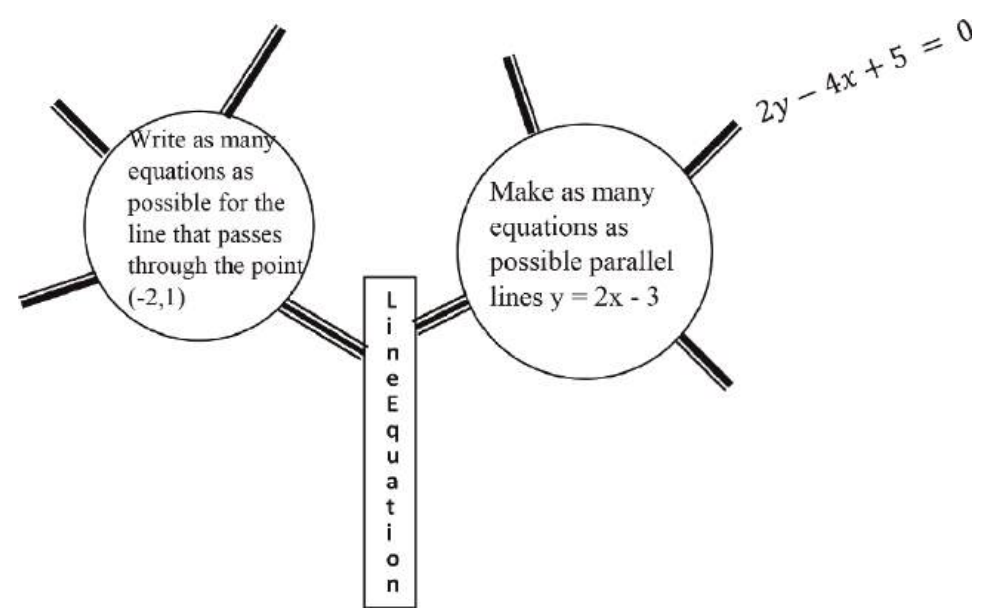 Write as many
equations as
possible for the
line that passes
through the point
(-2,1)
Make as many
equations as
possible parallel
lines y = 2x - 3
2y − 4x + 5 = 0
L
i
n
e
E
q
u
a
t
i
o
n